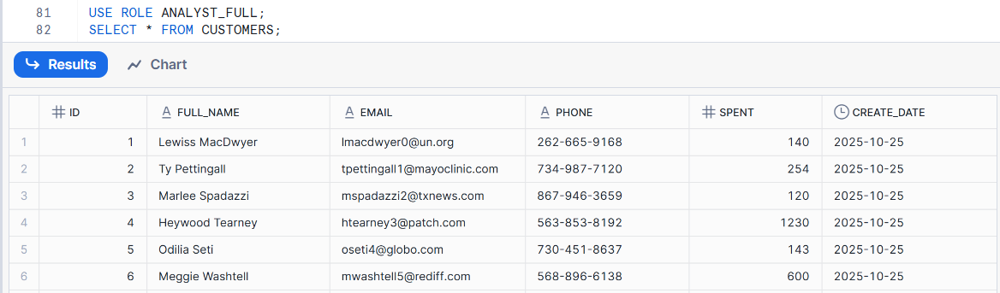 81 USE ROLE ANALYST_FULL;
82 SELECT * FROM CUSTOMERS;
Results Chart
# ID A FULL_NAME A EMAIL A PHONE # SPENT CREATE_DATE
1 1 Lewiss MacDwyer lmacdwyer0@un.org 262-665-9168 140 2025-10-25
2 2 Ty Pettingall tpettingall1@mayoclinic.com 734-987-7120 254 2025-10-25
3 3 Marlee Spadazzi mspadazzi2@txnews.com 867-946-3659 120 2025-10-25
4 4 Heywood Tearney htearney3@patch.com 563-853-8192 1230 2025-10-25
5 5 Odilia Seti oseti4@globo.com 730-451-8637 143 2025-10-25
6 6 Meggie Washtell mwashtell5@rediff.com 568-896-6138 600 2025-10-25